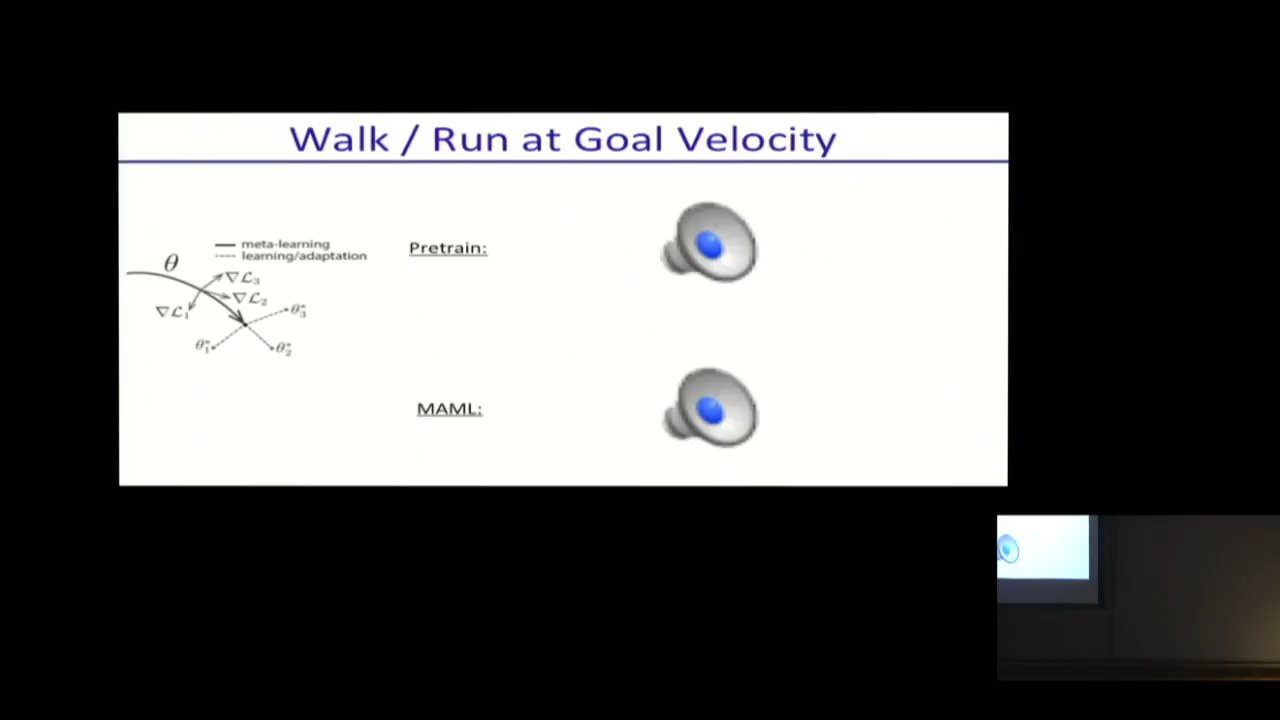 Walk / Run at Goal Velocity
meta-learning
learning/adaptation
θ
∇ℒ₃
∇ℒ₂
∇ℒ₁
θ₃*
θ₁*
θ₂*
Pretrain:
MAML: